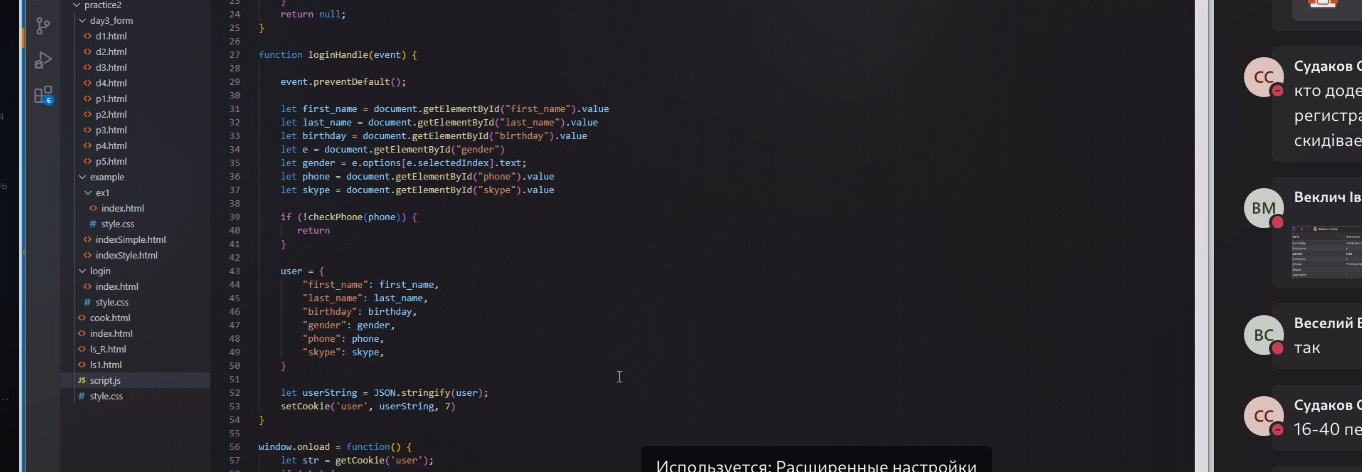 practice2
day3_form
d1.html
d2.html
d3.html
d4.html
p1.html
p2.html
p3.html
p4.html
p5.html
example
ex1
index.html
# style.css
indexSimple.html
indexStyle.html
login
index.html
# style.css
cook.html
index.html
ls_R.html
ls1.html
JS script.js
# style.css
6
23 }
24 return null;
25 }
26
27 function loginHandle(event) {
28
29 event.preventDefault();
30
31 let first_name = document.getElementById("first_name").value
32 let last_name = document.getElementById("last_name").value
33 let birthday = document.getElementById("birthday").value
34 let e = document.getElementById("gender")
35 let gender = e.options[e.selectedIndex].text;
36 let phone = document.getElementById("phone").value
37 let skype = document.getElementById("skype").value
38
39 if (!checkPhone(phone)) {
40 return
41 }
42
43 user = {
44 "first_name": first_name,
45 "last_name": last_name,
46 "birthday": birthday,
47 "gender": gender,
48 "phone": phone,
49 "skype": skype,
50 }
51
52 let userString = JSON.stringify(user);
53 setCookie('user', userString, 7)
54 }
55
56 window.onload = function() {
57 let str = getCookie('user');
Используется: Расширенные настройки
СС
Судаков
кто доде
регистра
скидівае
ВМ
Веклич Ів
ВС
Веселий
так
СС
Судаков
16-40 пе